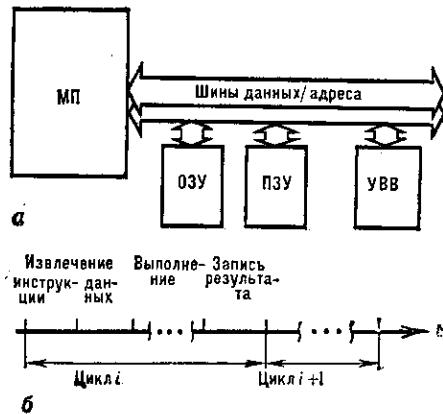 МП
Шины данных/адреса
ОЗУ ПЗУ УВВ
а
Извлечение Выполне- Запись
инструк- дан- ение результа-
ции ных та
t
Цикл i Цикл i+1
б